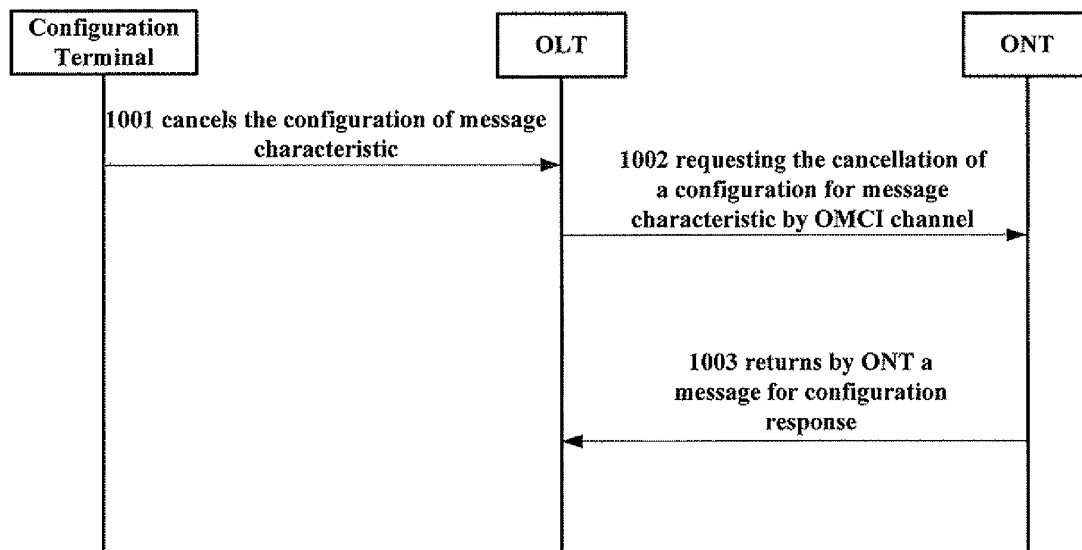 Configuration
Terminal
OLT
ONT
1001 cancels the configuration of message
characteristic
1002 requesting the cancellation of
a configuration for message
characteristic by OMCI channel
1003 returns by ONT a
message for configuration
response